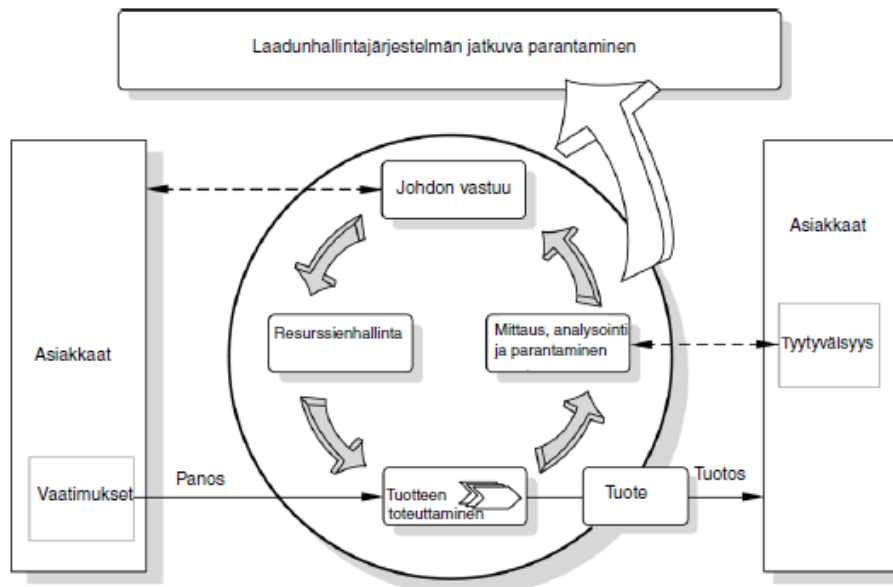 Laadunhallintajärjestelmän jatkuva parantaminen
Johdon vastuu
Asiakkaat
Resurssienhallinta
Mittaus, analysointi
ja parantaminen
Asiakkaat
Tyytyväisyys
Vaatimukset
Panos
Tuotteen
toteuttaminen
Tuote
Tuotos